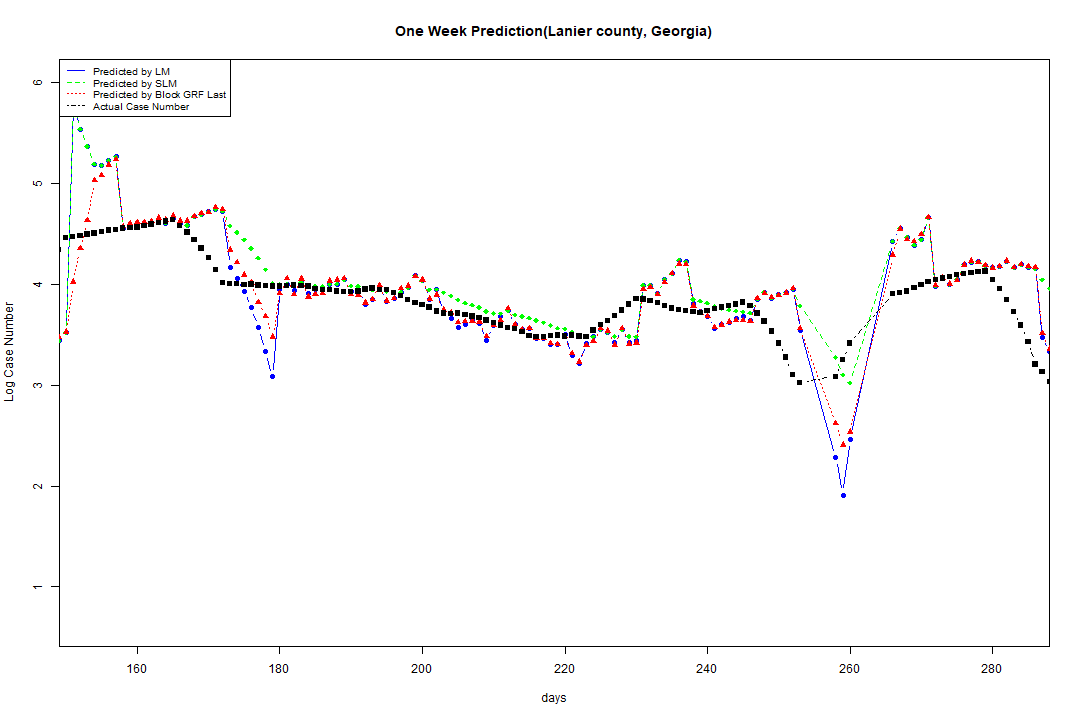 One Week Prediction(Lanier county, Georgia)
Predicted by LM
Predicted by SLM
Predicted by Block GRF Last
Actual Case Number
6
5
4
3
2
1
Log Case Number
160 180 200 220 240 260 280
days